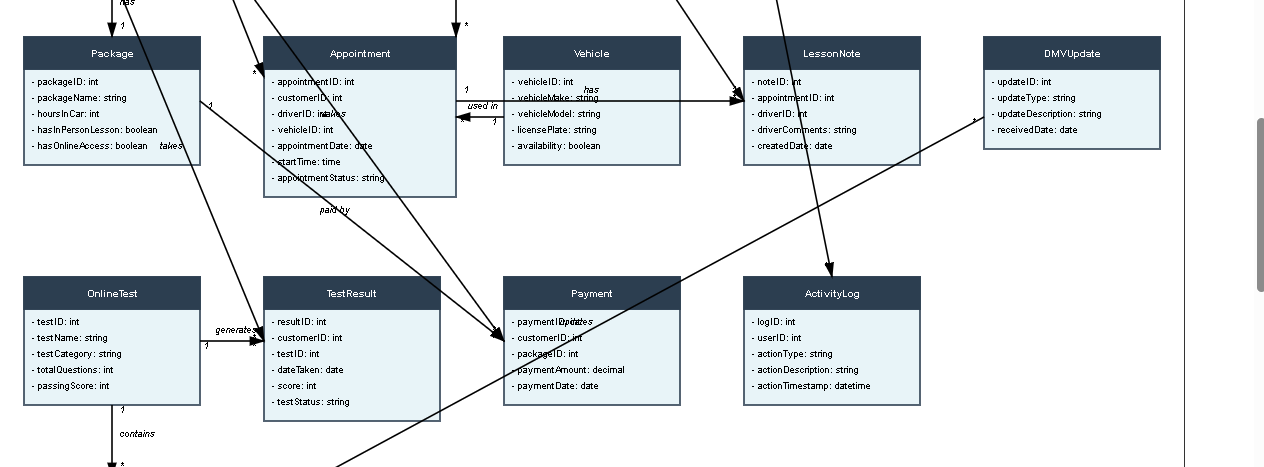 has
1
*
Package
- packageID: int
- packageName: string
- hoursInCar: int
- hasInPersonLesson: boolean
- hasOnlineAccess: boolean
takes
1
Appointment
*
- appointmentID: int
- customerID: int
- driverID: int
takes
- vehicleID: int
- appointmentDate: date
- startTime: time
- appointmentStatus: string
1
has
used in
*
1
Vehicle
- vehicleID: int
- vehicleMake: string
- vehicleModel: string
- licensePlate: string
- availability: boolean
LessonNote
- noteID: int
- appointmentID: int
- driverID: int
- driverComments: string
- createdDate: date
DMVUpdate
- updateID: int
- updateType: string
- updateDescription: string
- receivedDate: date
*
paid by
OnlineTest
- testID: int
- testName: string
- testCategory: string
- totalQuestions: int
- passingScore: int
generates
1
TestResult
- resultID: int
- customerID: int
- testID: int
- dateTaken: date
- score: int
- testStatus: string
Payment
- paymentID: int
updates
- customerID: int
- packageID: int
- paymentAmount: decimal
- paymentDate: date
ActivityLog
- logID: int
- userID: int
- actionType: string
- actionDescription: string
- actionTimestamp: datetime
1
contains
*